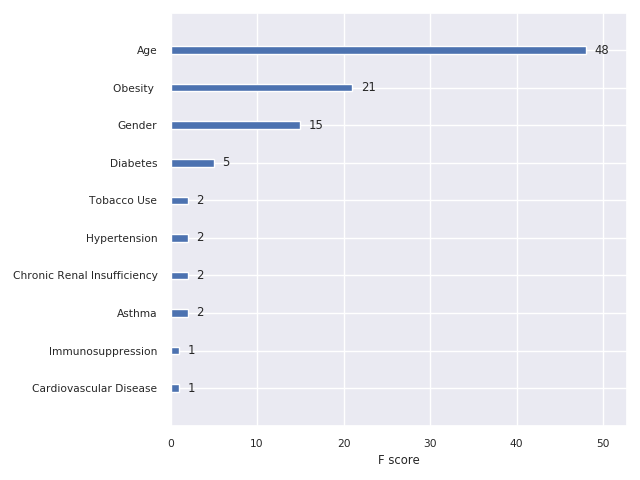 Age 48
Obesity 21
Gender 15
Diabetes 5
Tobacco Use 2
Hypertension 2
Chronic Renal Insufficiency 2
Asthma 2
Immunosuppression 1
Cardiovascular Disease 1
0 10 20 30 40 50
F score